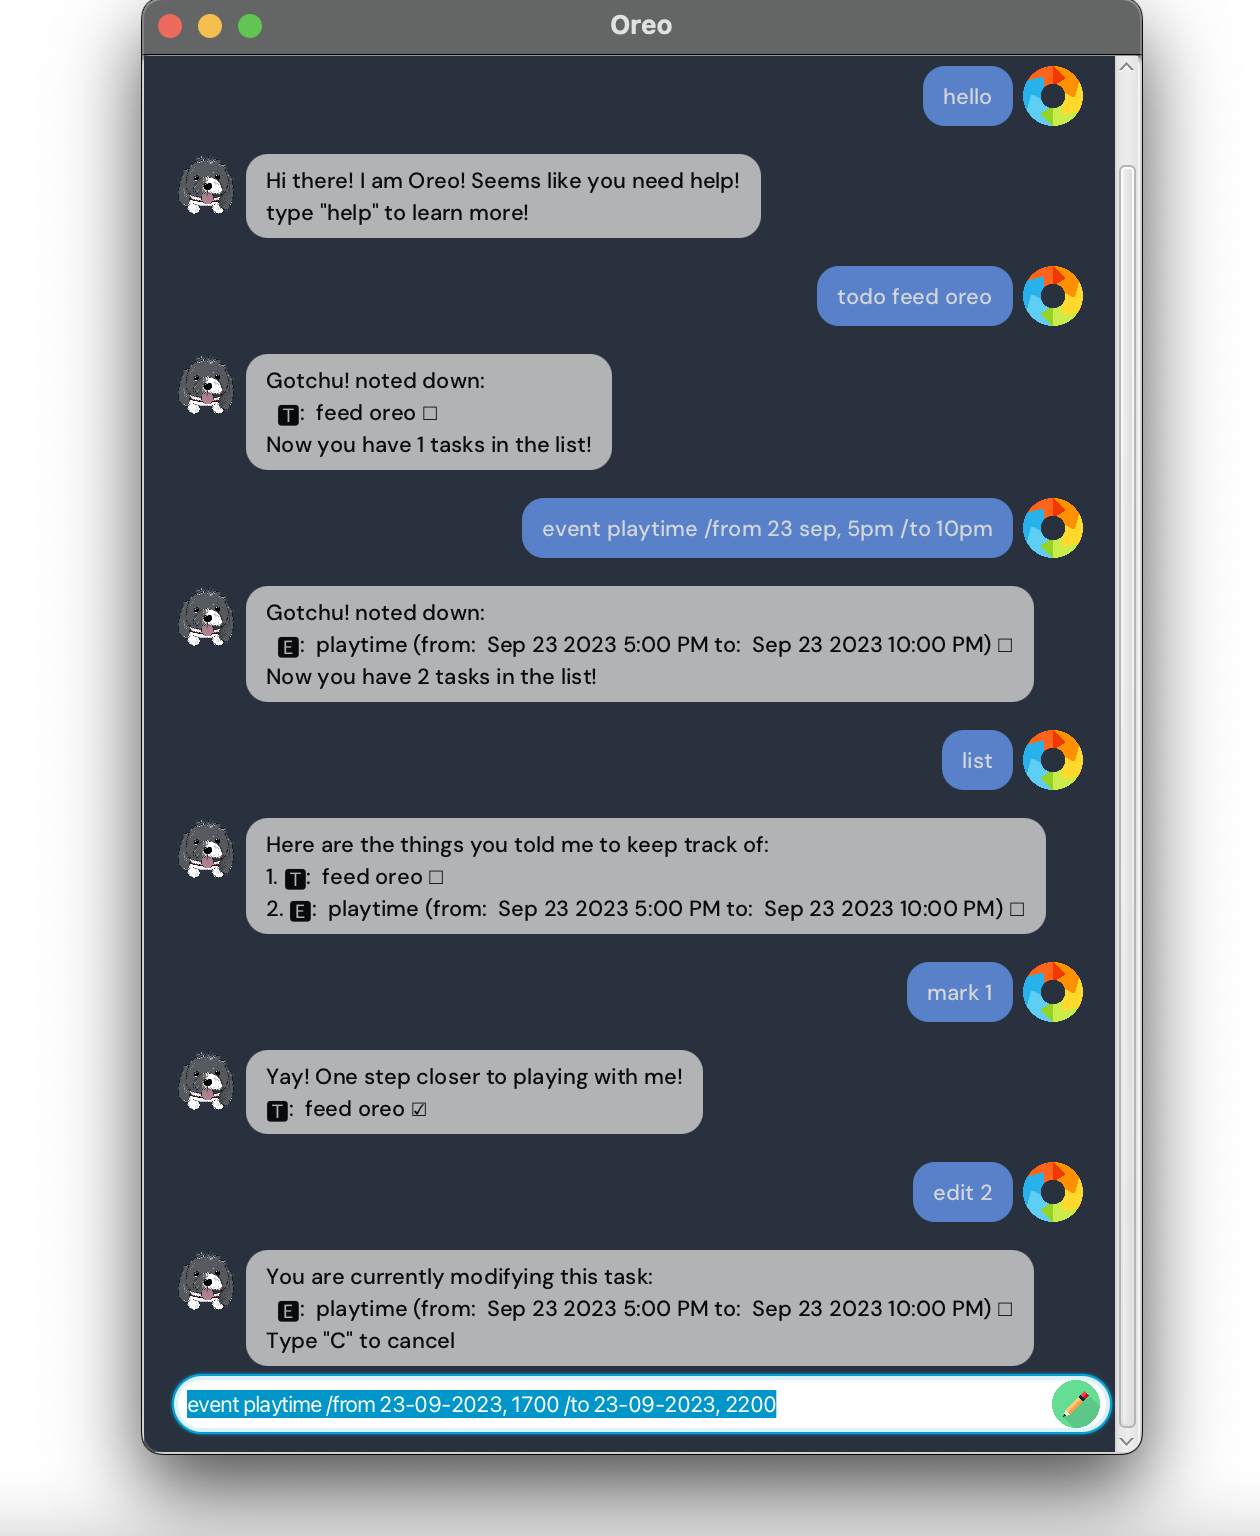 Oreo
hello
Hi there! I am Oreo! Seems like you need help!
type "help" to learn more!
todo feed oreo
Gotchu! noted down:
🆃: feed oreo ☐
Now you have 1 tasks in the list!
event playtime /from 23 sep, 5pm /to 10pm
Gotchu! noted down:
🅴: playtime (from: Sep 23 2023 5:00 PM to: Sep 23 2023 10:00 PM) ☐
Now you have 2 tasks in the list!
list
Here are the things you told me to keep track of:
1. 🆃: feed oreo ☐
2. 🅴: playtime (from: Sep 23 2023 5:00 PM to: Sep 23 2023 10:00 PM) ☐
mark 1
Yay! One step closer to playing with me!
🆃: feed oreo ☑
edit 2
You are currently modifying this task:
🅴: playtime (from: Sep 23 2023 5:00 PM to: Sep 23 2023 10:00 PM) ☐
Type "C" to cancel
event playtime /from 23-09-2023, 1700 /to 23-09-2023, 2200